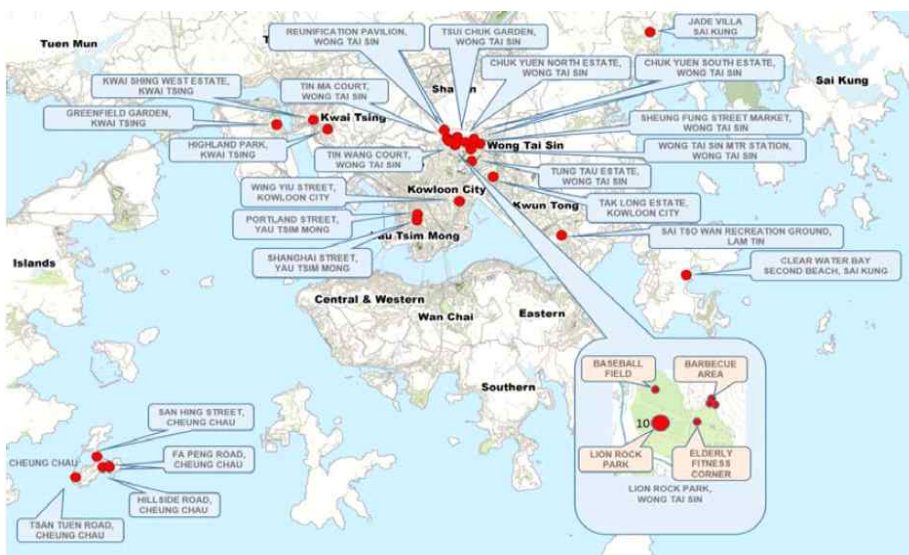 JADE VILLA
SAI KUNG
REUNIFICATION PAVILION,
WONG TAI SIN
TSUI CHUK GARDEN,
WONG TAI SIN
Tuen Mun
CHUK YUEN NORTH ESTATE,
WONG TAI SIN
CHUK YUEN SOUTH ESTATE,
WONG TAI SIN
KWAI SHING WEST ESTATE,
KWAI TSING
TIN MA COURT,
WONG TAI SIN
Sai Kung
GREENFIELD GARDEN,
KWAI TSING
Kwai Tsing
SHEUNG FUNG STREET MARKET,
WONG TAI SIN
HIGHLAND PARK,
KWAI TSING
TIN WANG COURT,
WONG TAI SIN
Wong Tai Sin
WONG TAI SIN MTR STATION,
WONG TAI SIN
TUNG TAU ESTATE,
WONG TAI SIN
WING YIU STREET,
KOWLOON CITY
Kowloon City
Kwun Tong
TAK LONG ESTATE,
KOWLOON CITY
PORTLAND STREET,
YAU TSIM MONG
Yau Tsim Mong
SAI TSO WAN RECREATION GROUND,
LAM TIN
SHANGHAI STREET,
YAU TSIM MONG
CLEAR WATER BAY
SECOND BEACH, SAI KUNG
Islands
Central & Western
Wan Chai
Eastern
Southern
BASEBALL
FIELD
BARBECUE
AREA
10
LION ROCK
PARK
ELDERLY
FITNESS
CORNER
LION ROCK PARK,
WONG TAI SIN
SAN HING STREET,
CHEUNG CHAU
CHEUNG CHAU
FA PENG ROAD,
CHEUNG CHAU
HILLSIDE ROAD,
CHEUNG CHAU
TSAN TUEN ROAD,
CHEUNG CHAU